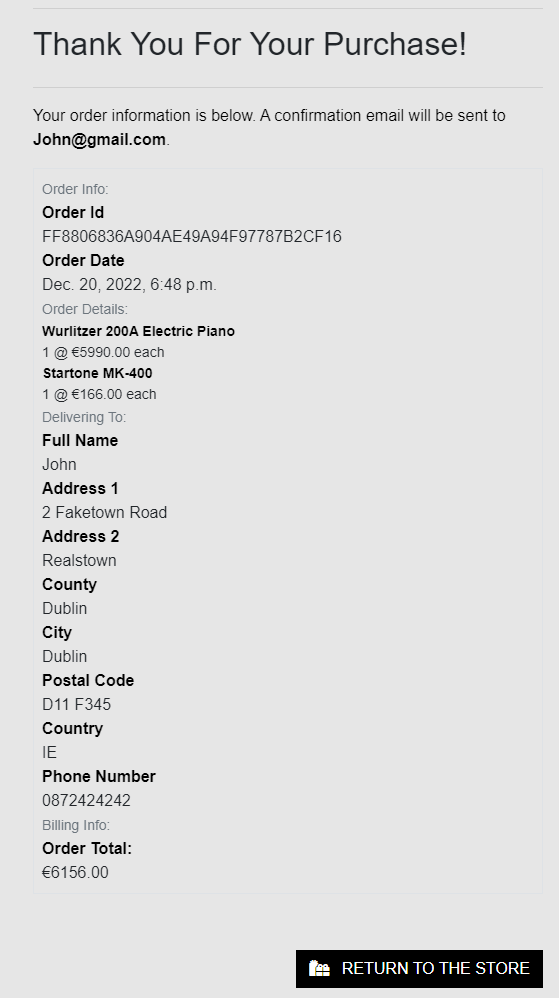 Thank You For Your Purchase!
Your order information is below. A confirmation email will be sent to
John@gmail.com.
Order Info:
Order Id
FF8806836A904AE49A94F97787B2CF16
Order Date
Dec. 20, 2022, 6:48 p.m.
Order Details:
Wurlitzer 200A Electric Piano
1 @ €5990.00 each
Startone MK-400
1 @ €166.00 each
Delivering To:
Full Name
John
Address 1
2 Faketown Road
Address 2
Realstown
County
Dublin
City
Dublin
Postal Code
D11 F345
Country
IE
Phone Number
0872424242
Billing Info:
Order Total:
€6156.00
RETURN TO THE STORE